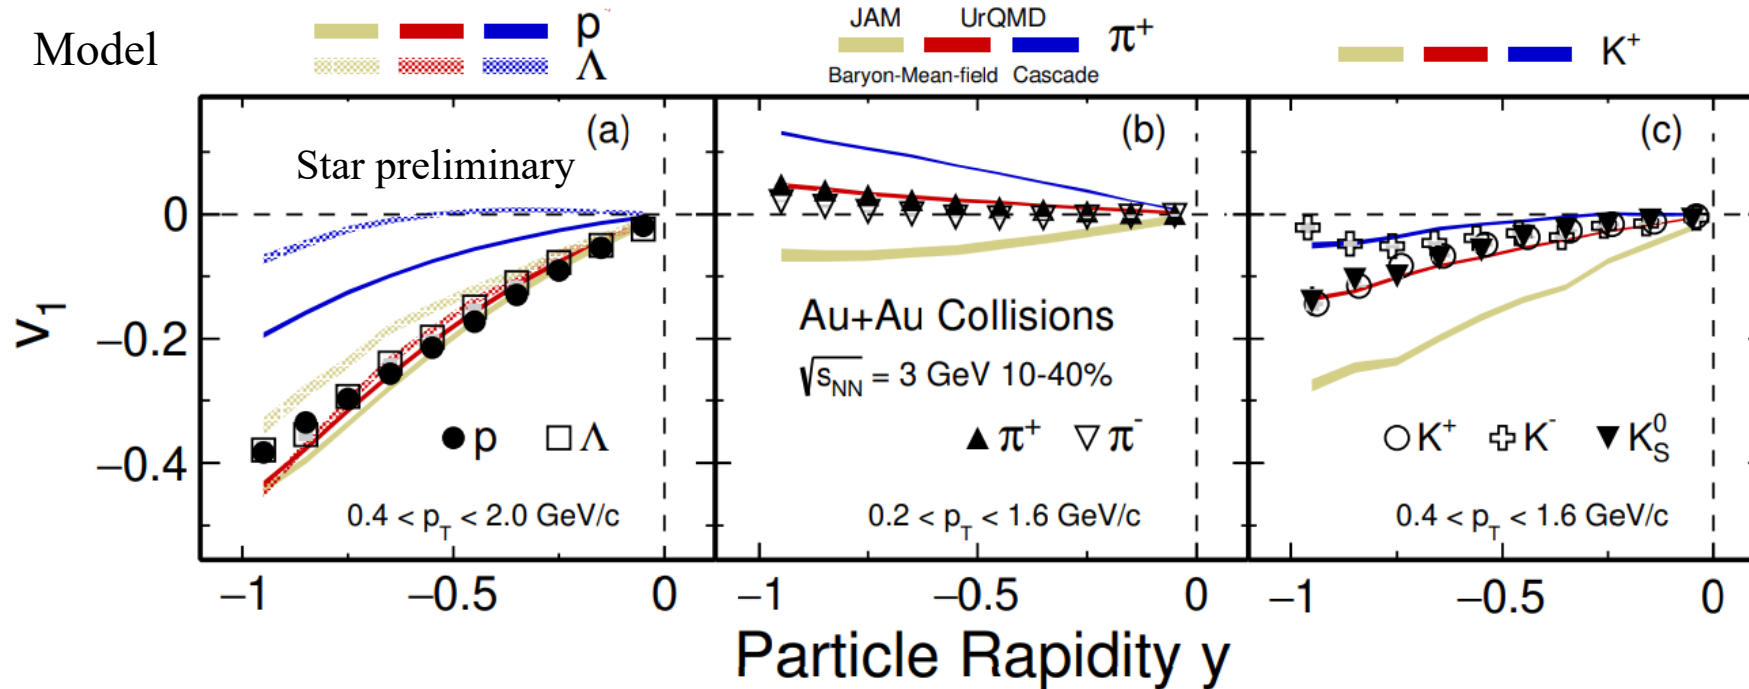 Model
p
Λ
JAM UrQMD
π+
Baryon-Mean-field Cascade
K+
(a)
Star preliminary
(b)
(c)
0
−0.2
−0.4
v1
Au+Au Collisions
√sNN = 3 GeV 10-40%
p Λ
π+ π-
K+ K- K0S
0.4 < pT < 2.0 GeV/c
0.2 < pT < 1.6 GeV/c
0.4 < pT < 1.6 GeV/c
−1 −0.5 0
−1 −0.5 0
−1 −0.5 0
Particle Rapidity y